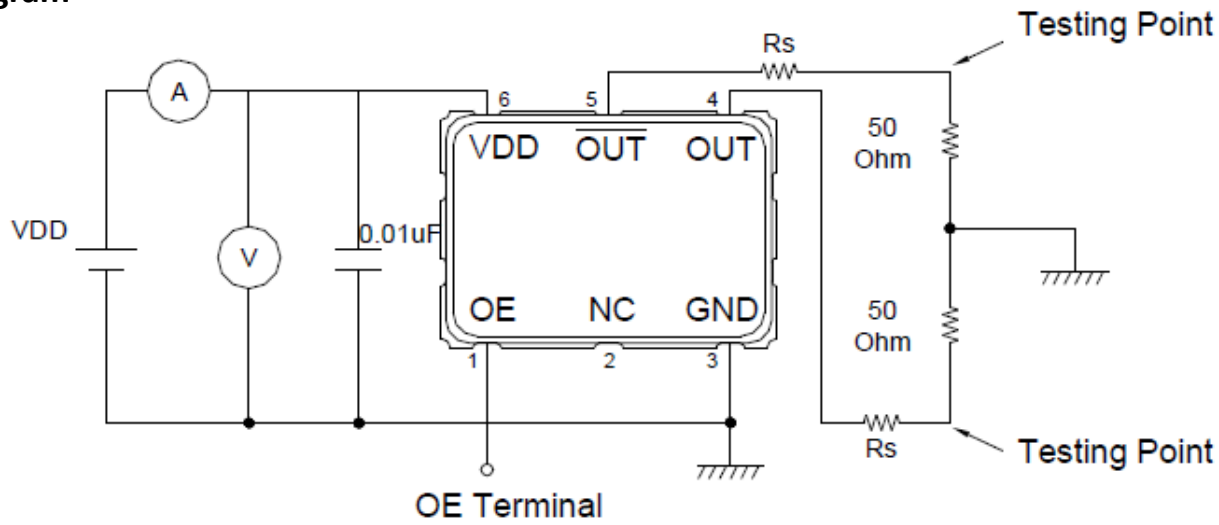 Testing Point
Rs
A
6 5 4
VDD OUT OUT
50
Ohm
VDD
0.01uF
V
OE NC GND
50
Ohm
1 2 3
Rs
Testing Point
OE Terminal